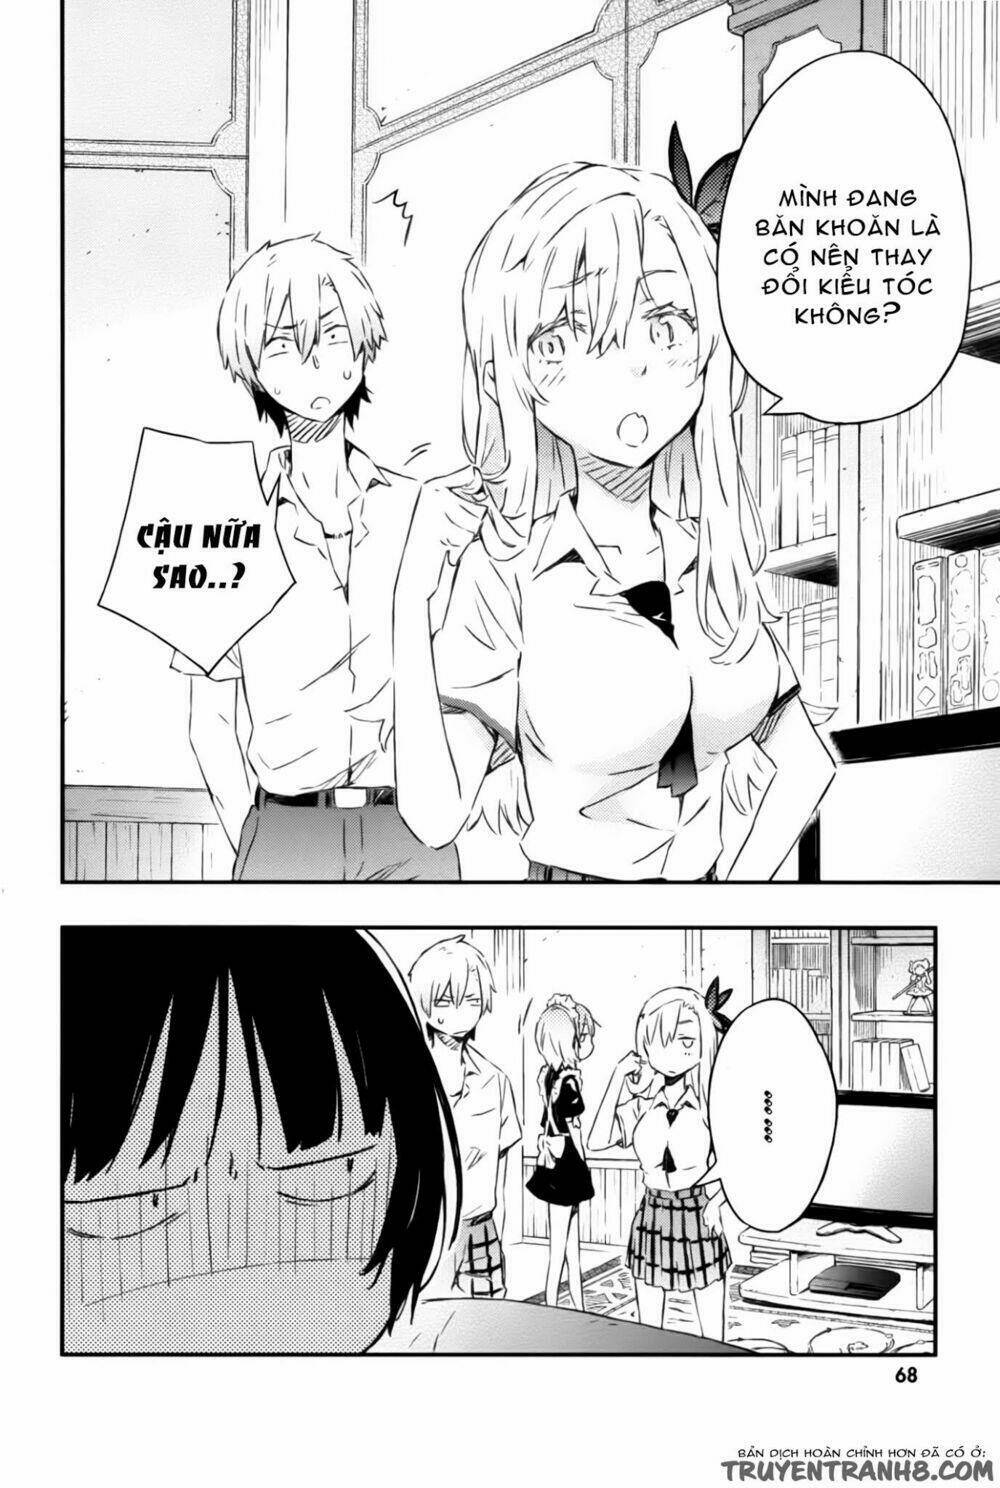 MÌNH ĐANG
BĂN KHOĂN LÀ
CÓ NÊN THAY
ĐỔI KIỂU TÓC
KHÔNG?
CẬU NỮA
SAO..?
.......
68
BẢN DỊCH HOÀN CHỈNH HƠN ĐÃ CÓ Ở:
TRUYENTRANH8.COM